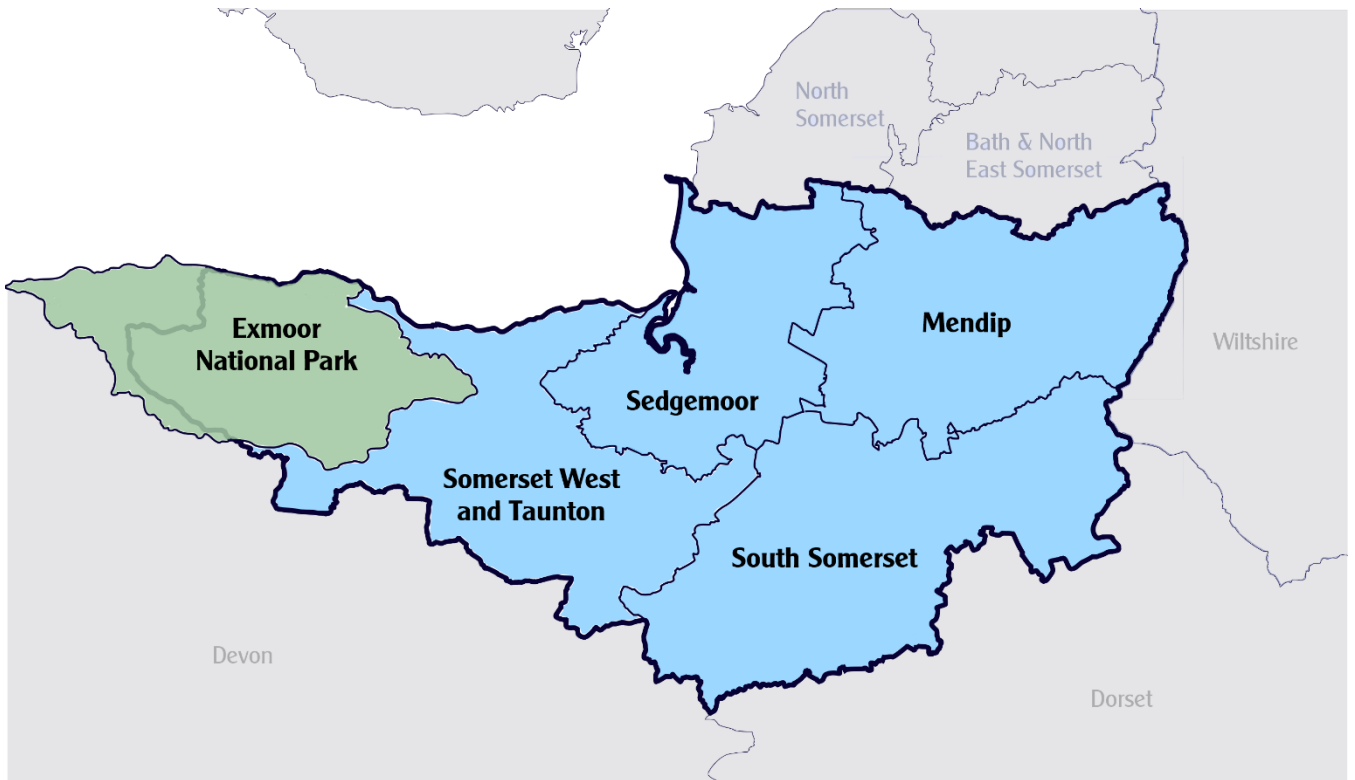 North
Somerset
Bath & North
East Somerset
Exmoor
National Park
Mendip
Wiltshire
Sedgemoor
Somerset West
and Taunton
South Somerset
Devon
Dorset